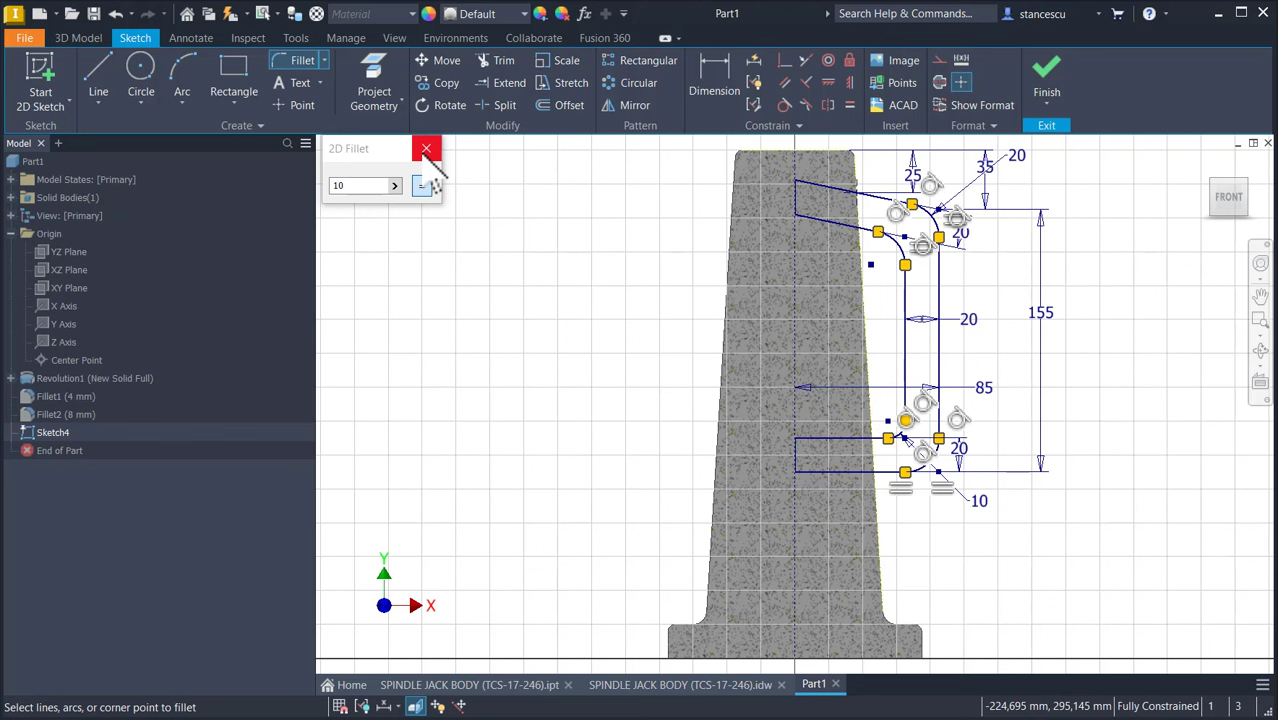 Material
Default
Part1
Search Help & Commands...
stancescu
File 3D Model Sketch Annotate Inspect Tools Manage View Environments Collaborate Fusion 360
Start
2D Sketch
Line
Circle
Arc
Rectangle
Fillet
Text
Point
Project
Geometry
Move
Copy
Rotate
Trim
Extend
Split
Scale
Stretch
Offset
Rectangular
Circular
Mirror
Dimension
Image
Points
ACAD
Show Format
Finish
Sketch
Create
Modify
Pattern
Constrain
Insert
Format
Exit
Model
Part1
Model States: [Primary]
Solid Bodies(1)
View: [Primary]
Origin
YZ Plane
XZ Plane
XY Plane
X Axis
Y Axis
Z Axis
Center Point
Revolution1 (New Solid Full)
Fillet1 (4 mm)
Fillet2 (8 mm)
Sketch4
End of Part
2D Fillet
10
20
25
35
20
20
155
85
20
10
FRONT
Y
X
Home
SPINDLE JACK BODY (TCS-17-246).ipt
SPINDLE JACK BODY (TCS-17-246).idw
Part1
Select lines, arcs, or corner point to fillet
-224,695 mm, 295,145 mm
Fully Constrained
1
3